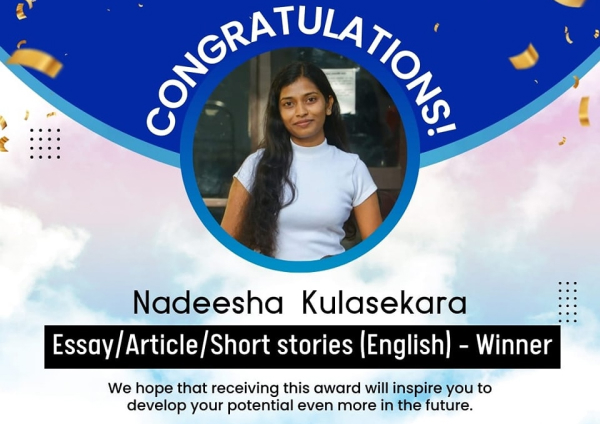 CONGRATULATIONS!
Nadeesha Kulasekara
Essay/Article/Short stories (English) - Winner
We hope that receiving this award will inspire you to
develop your potential even more in the future.